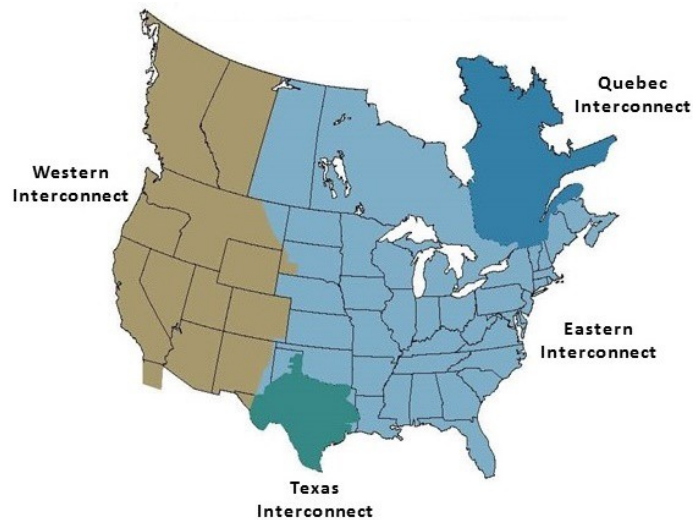 Quebec
Interconnect
Western
Interconnect
Eastern
Interconnect
Texas
Interconnect